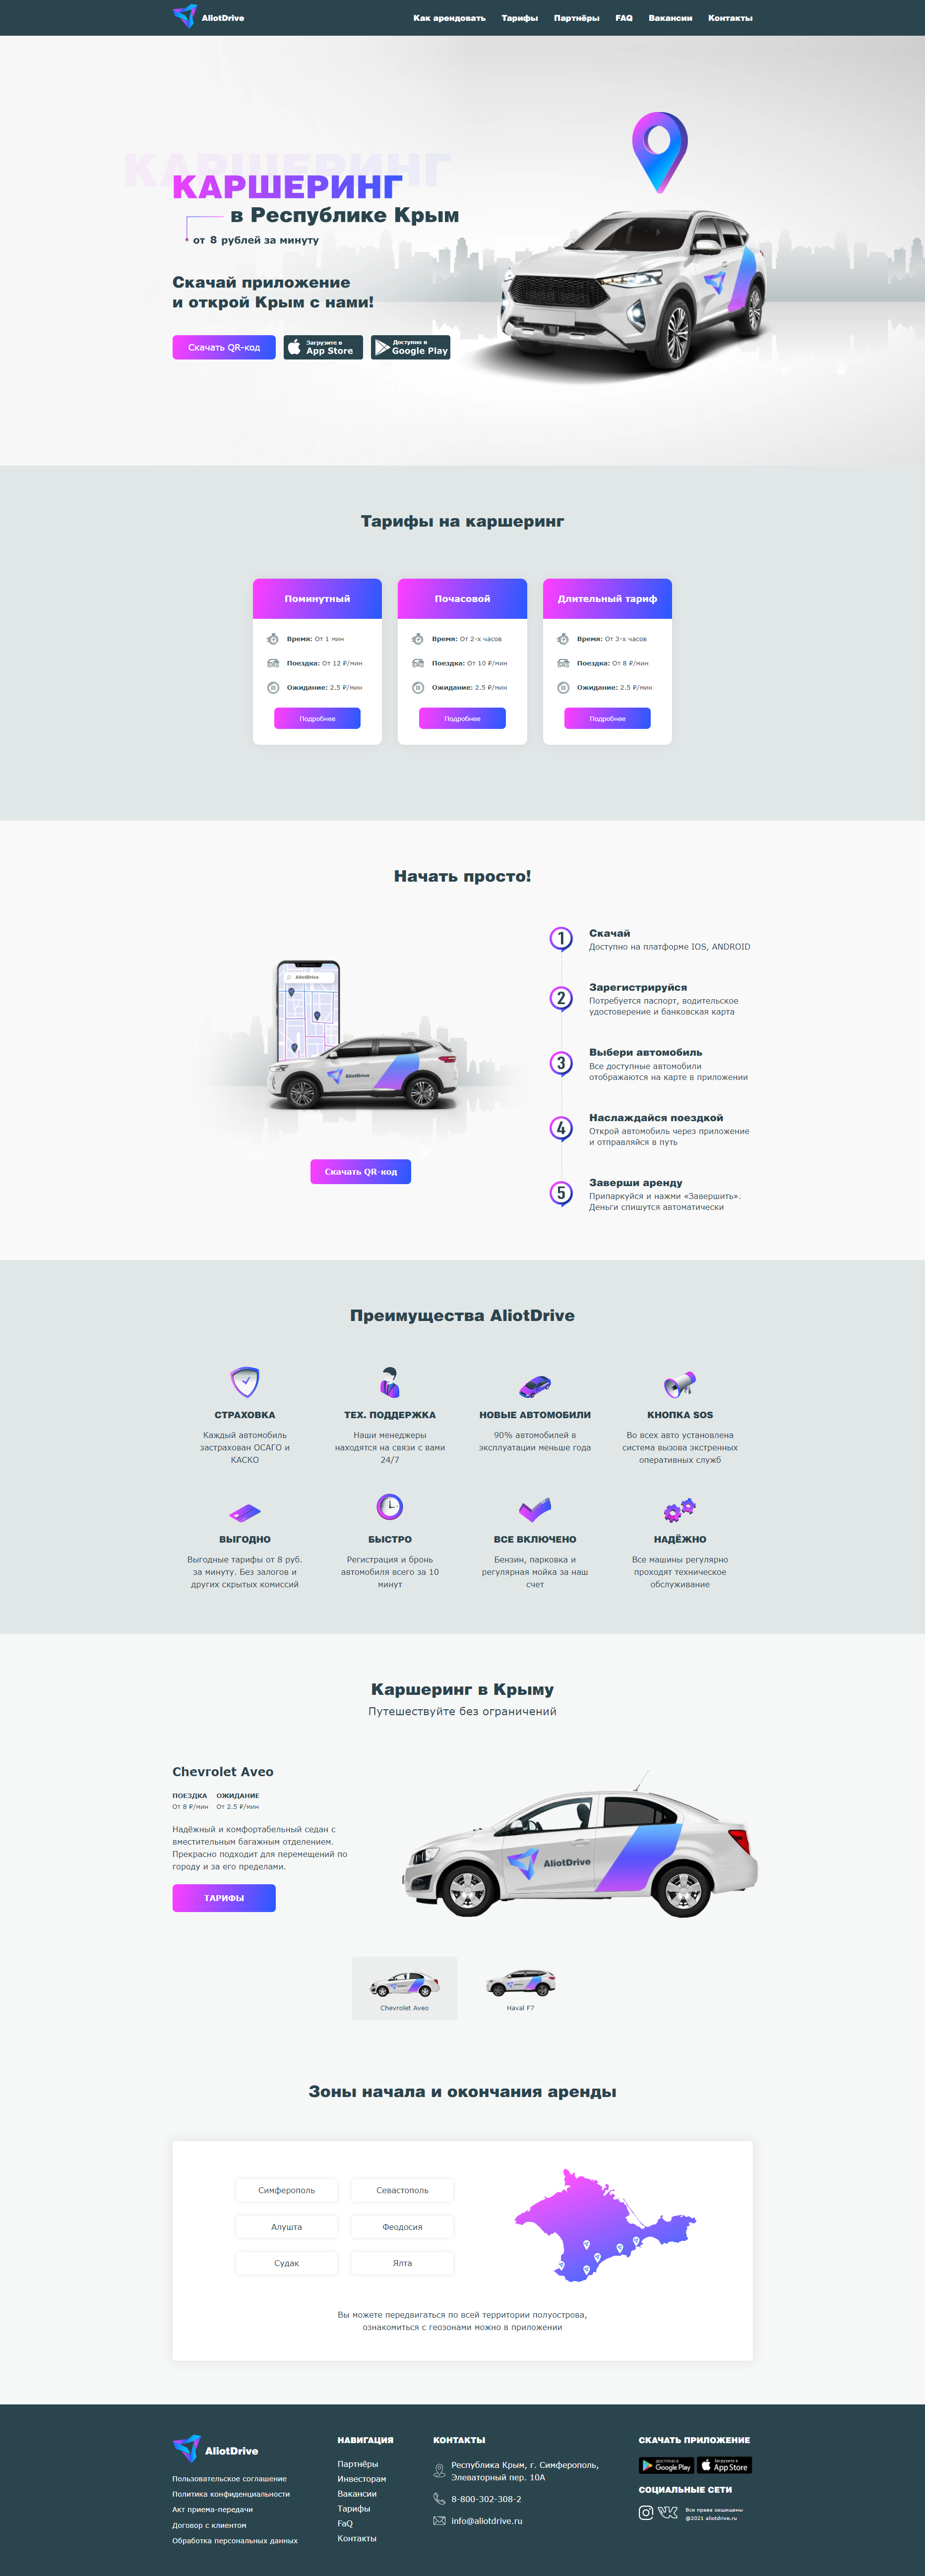 AliotDrive
Как арендовать Тарифы Партнёры FAQ Вакансии Контакты
КАРШЕРИНГ
КАРШЕРИНГ
в Республике Крым
от 8 рублей за минуту
Скачай приложение
и открой Крым с нами!
Скачать QR-код
Загрузите в
App Store
Доступно в
Google Play
Тарифы на каршеринг
Поминутный
Время: От 1 мин
Поездка: От 12 ₽/мин
Ожидание: 2.5 ₽/мин
Подробнее
Почасовой
Время: От 2-х часов
Поездка: От 10 ₽/мин
Ожидание: 2.5 ₽/мин
Подробнее
Длительный тариф
Время: От 3-х часов
Поездка: От 8 ₽/мин
Ожидание: 2.5 ₽/мин
Подробнее
Начать просто!
AliotDrive
AliotDrive
Скачать QR-код
1
Скачай
Доступно на платформе IOS, ANDROID
2
Зарегистрируйся
Потребуется паспорт, водительское
удостоверение и банковская карта
3
Выбери автомобиль
Все доступные автомобили
отображаются на карте в приложении
4
Наслаждайся поездкой
Открой автомобиль через приложение
и отправляйся в путь
5
Заверши аренду
Припаркуйся и нажми «Завершить».
Деньги спишутся автоматически
Преимущества AliotDrive
СТРАХОВКА
Каждый автомобиль
застрахован ОСАГО и
КАСКО
ТЕХ. ПОДДЕРЖКА
Наши менеджеры
находятся на связи с вами
24/7
НОВЫЕ АВТОМОБИЛИ
90% автомобилей в
эксплуатации меньше года
КНОПКА SOS
Во всех авто установлена
система вызова экстренных
оперативных служб
ВЫГОДНО
Выгодные тарифы от 8 руб.
за минуту. Без залогов и
других скрытых комиссий
БЫСТРО
Регистрация и бронь
автомобиля всего за 10
минут
ВСЕ ВКЛЮЧЕНО
Бензин, парковка и
регулярная мойка за наш
счет
НАДЁЖНО
Все машины регулярно
проходят техническое
обслуживание
Каршеринг в Крыму
Путешествуйте без ограничений
Chevrolet Aveo
ПОЕЗДКА ОЖИДАНИЕ
От 8 ₽/мин От 2.5 ₽/мин
Надёжный и комфортабельный седан с
вместительным багажным отделением.
Прекрасно подходит для перемещений по
городу и за его пределами.
ТАРИФЫ
AliotDrive
Chevrolet Aveo
Haval F7
Зоны начала и окончания аренды
Симферополь Севастополь
Алушта Феодосия
Судак Ялта
Вы можете передвигаться по всей территории полуострова,
ознакомиться с геозонами можно в приложении
AliotDrive
Пользовательское соглашение
Политика конфиденциальности
Акт приема-передачи
Договор с клиентом
Обработка персональных данных
НАВИГАЦИЯ
Партнёры
Инвесторам
Вакансии
Тарифы
FaQ
Контакты
КОНТАКТЫ
Республика Крым, г. Симферополь,
Элеваторный пер. 10А
8-800-302-308-2
info@aliotdrive.ru
СКАЧАТЬ ПРИЛОЖЕНИЕ
ДОСТУПНО В
Google Play
Загрузите в
App Store
СОЦИАЛЬНЫЕ СЕТИ
Все права защищены
@2021 aliotdrive.ru